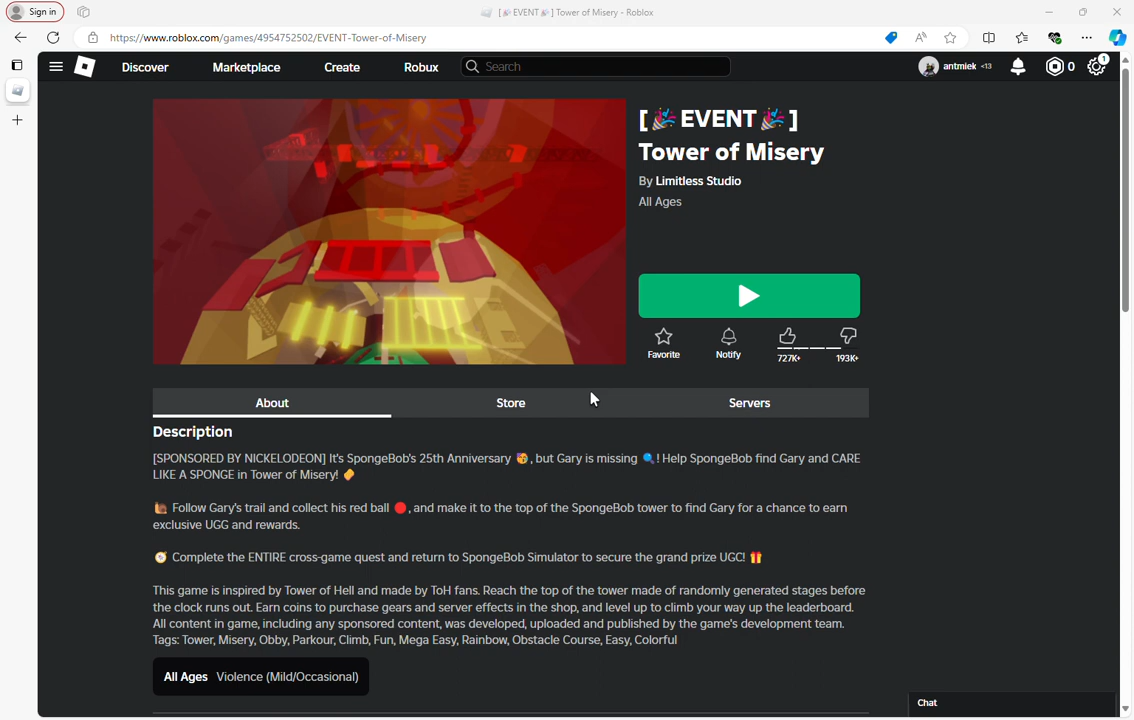 Sign in
[🎉 EVENT🎉 ] Tower of Misery - Roblox
https://www.roblox.com/games/4954752502/EVENT-Tower-of-Misery
Discover
Marketplace
Create
Robux
Search
antmiek <13
0
1
[🎉EVENT🎉]
Tower of Misery
By Limitless Studio
All Ages
Favorite
Notify
727K+
193K+
About
Store
Servers
Description
[SPONSORED BY NICKELODEON] It's SpongeBob's 25th Anniversary 🥳, but Gary is missing 🔍! Help SpongeBob find Gary and CARE
LIKE A SPONGE in Tower of Misery! 🧽
🐌 Follow Gary's trail and collect his red ball 🔴, and make it to the top of the SpongeBob tower to find Gary for a chance to earn
exclusive UGG and rewards.
🧭 Complete the ENTIRE cross-game quest and return to SpongeBob Simulator to secure the grand prize UGC! 🎁
This game is inspired by Tower of Hell and made by ToH fans. Reach the top of the tower made of randomly generated stages before
the clock runs out. Earn coins to purchase gears and server effects in the shop, and level up to climb your way up the leaderboard.
All content in game, including any sponsored content, was developed, uploaded and published by the game's development team.
Tags: Tower, Misery, Obby, Parkour, Climb, Fun, Mega Easy, Rainbow, Obstacle Course, Easy, Colorful
All Ages Violence (Mild/Occasional)
Chat